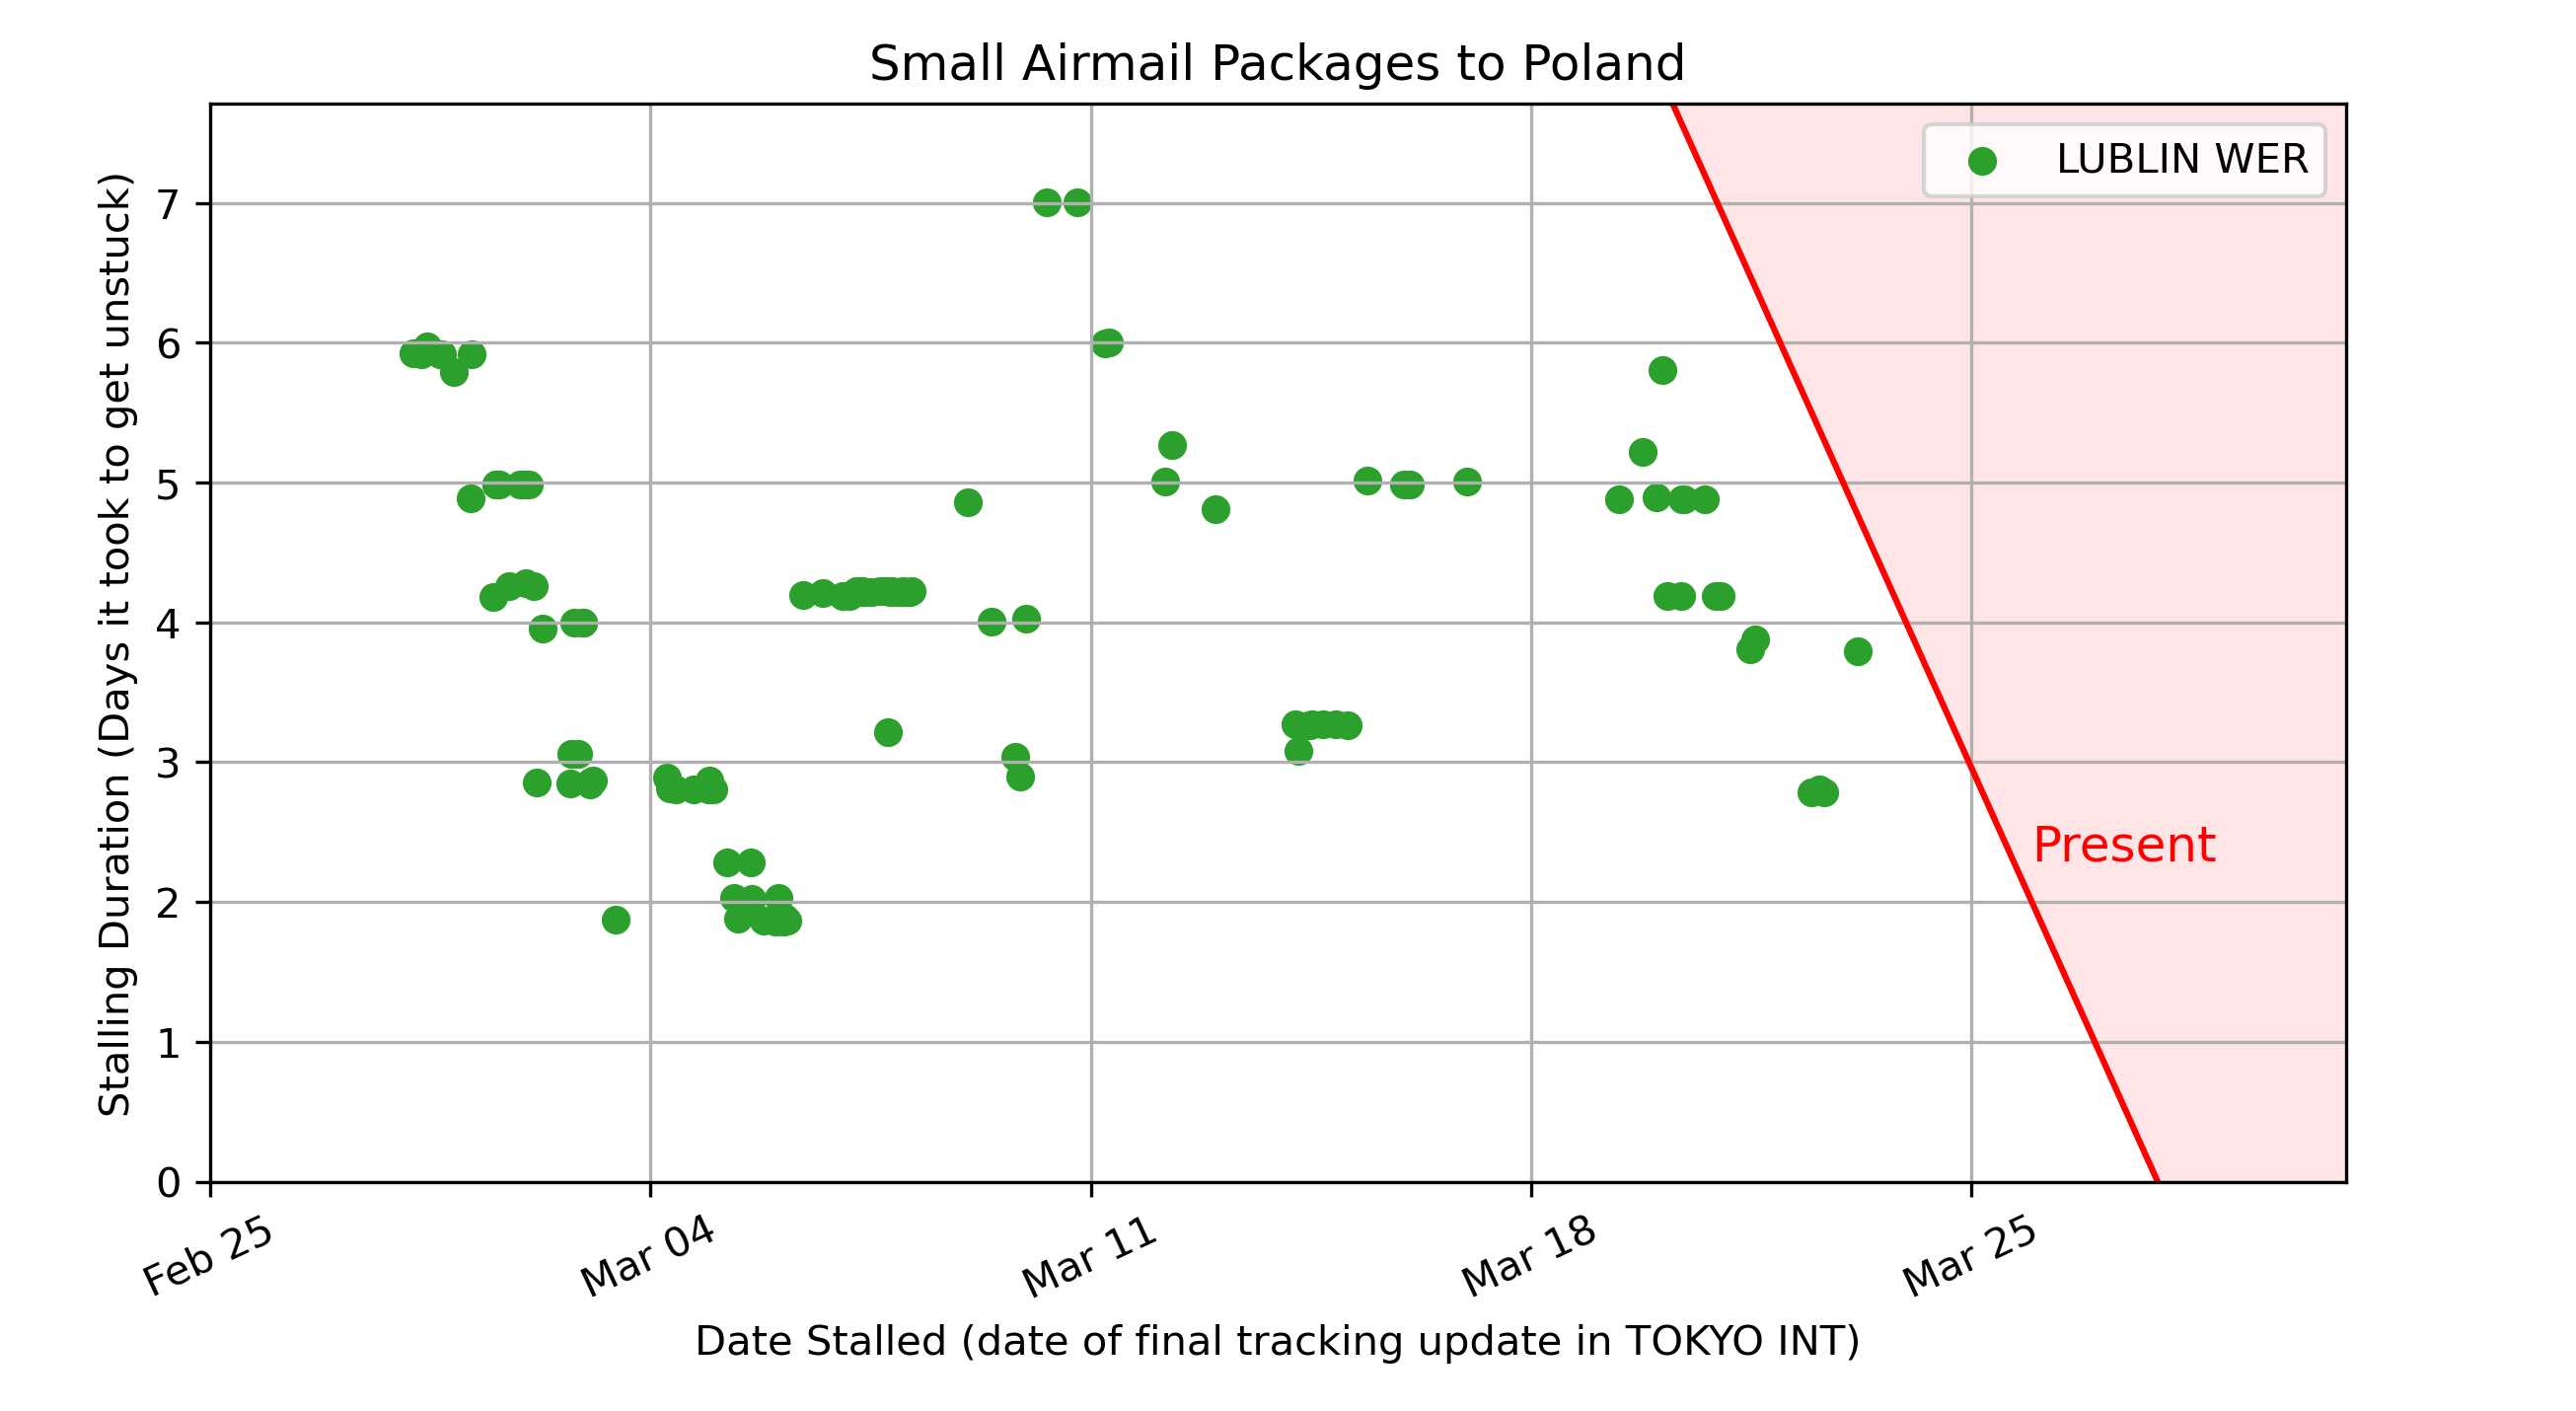 Small Airmail Packages to Poland
LUBLIN WER
Stalling Duration (Days it took to get unstuck)
7
6
5
4
3
2
1
0
Present
Feb 25
Mar 04
Mar 11
Mar 18
Mar 25
Date Stalled (date of final tracking update in TOKYO INT)